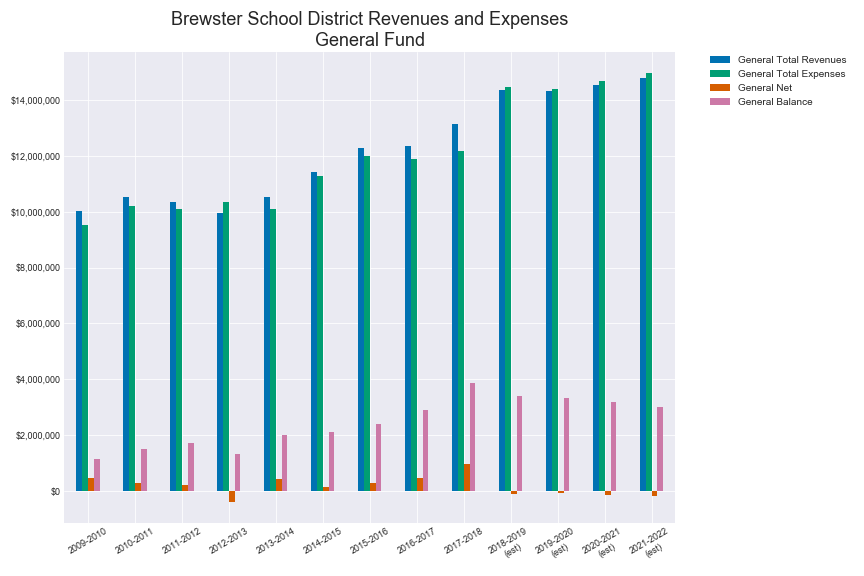 Brewster School District Revenues and Expenses
General Fund
General Total Revenues
General Total Expenses
General Net
General Balance
$14,000,000
$12,000,000
$10,000,000
$8,000,000
$6,000,000
$4,000,000
$2,000,000
$0
2009-2010
2010-2011
2011-2012
2012-2013
2013-2014
2014-2015
2015-2016
2016-2017
2017-2018
2018-2019
(est)
2019-2020
(est)
2020-2021
(est)
2021-2022
(est)